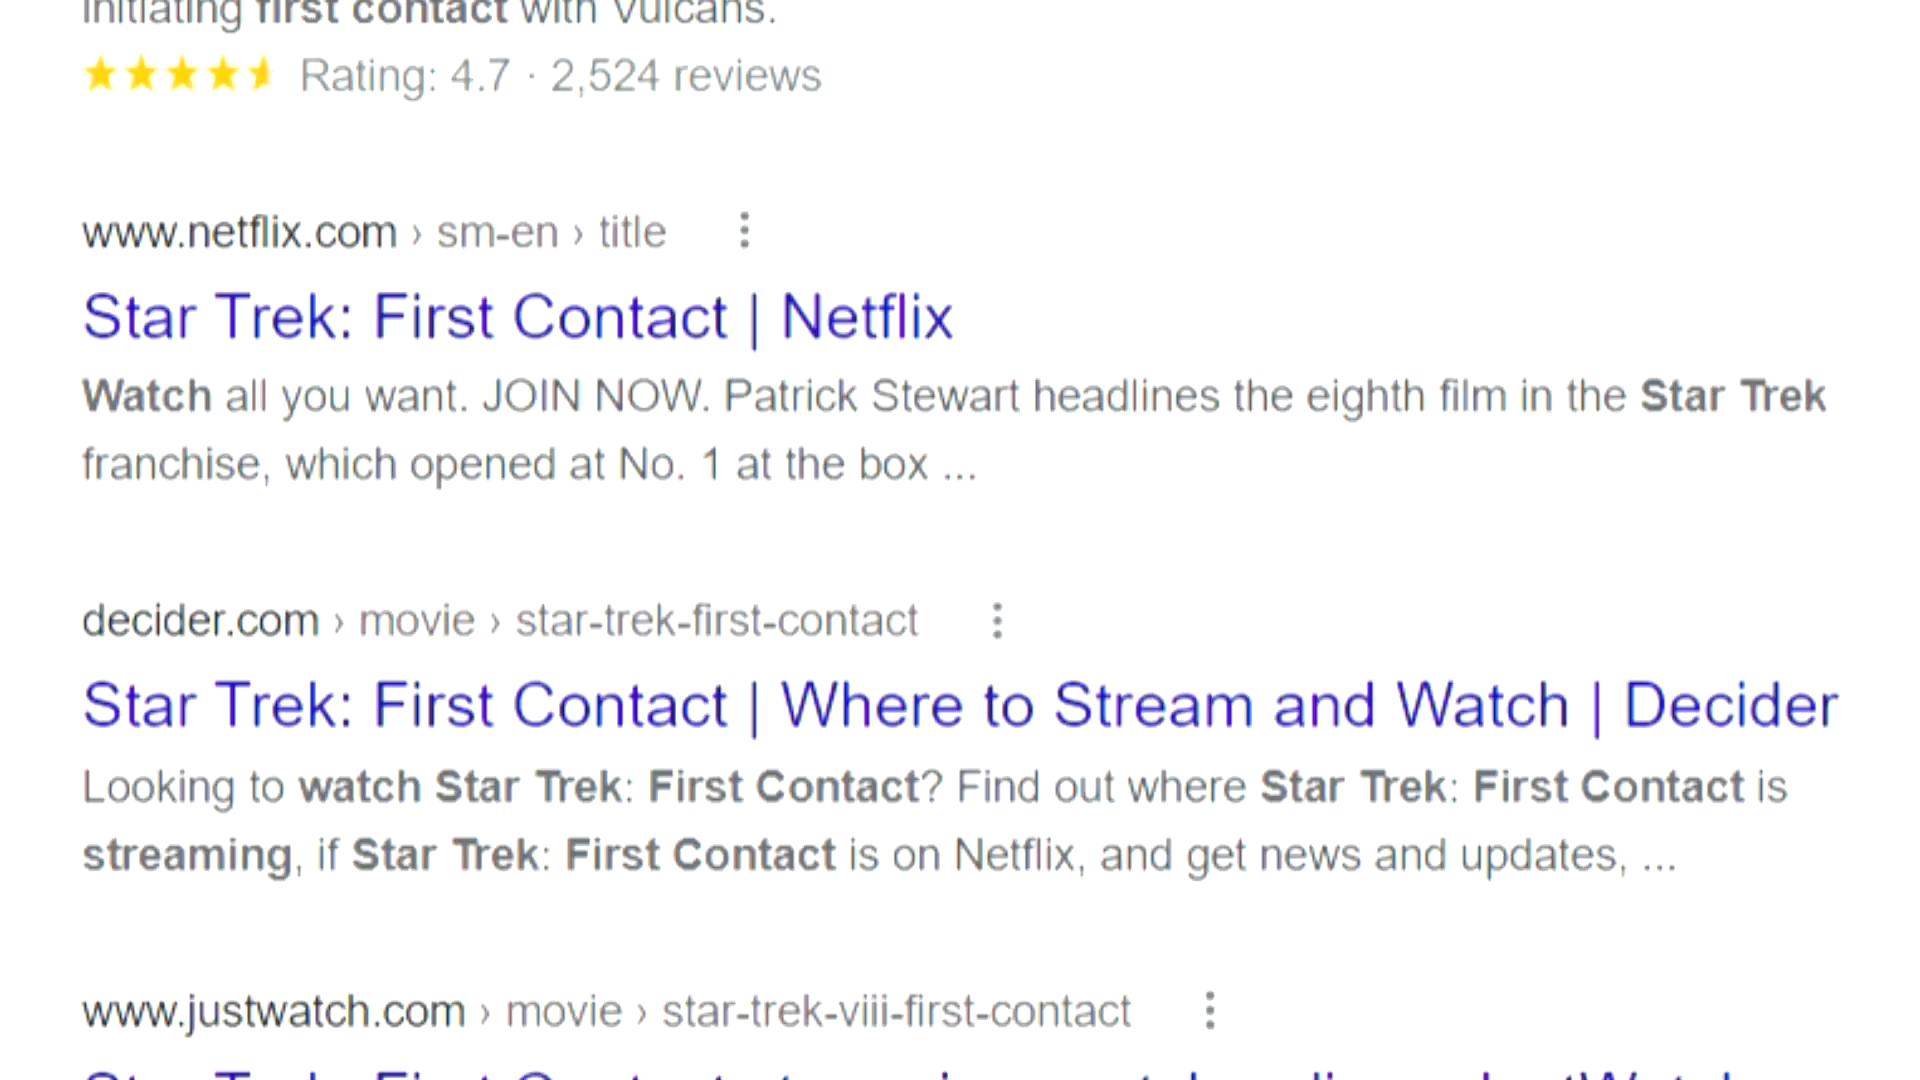 initiating first contact with Vulcans.
Rating: 4.7 · 2,524 reviews
www.netflix.com › sm-en › title
Star Trek: First Contact | Netflix
Watch all you want. JOIN NOW. Patrick Stewart headlines the eighth film in the Star Trek
franchise, which opened at No. 1 at the box ...
decider.com › movie › star-trek-first-contact
Star Trek: First Contact | Where to Stream and Watch | Decider
Looking to watch Star Trek: First Contact? Find out where Star Trek: First Contact is
streaming, if Star Trek: First Contact is on Netflix, and get news and updates, ...
www.justwatch.com › movie › star-trek-viii-first-contact